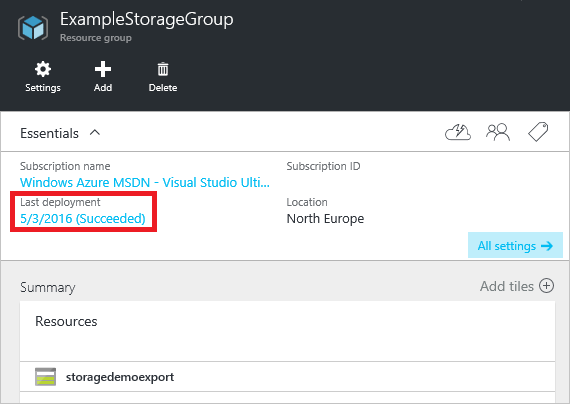 ExampleStorageGroup
Resource group
Settings
Add
Delete
Essentials
Subscription name
Subscription ID
Windows Azure MSDN - Visual Studio Ulti...
Last deployment
Location
5/3/2016 (Succeeded)
North Europe
All settings →
Summary
Add tiles
Resources
storagedemoexport